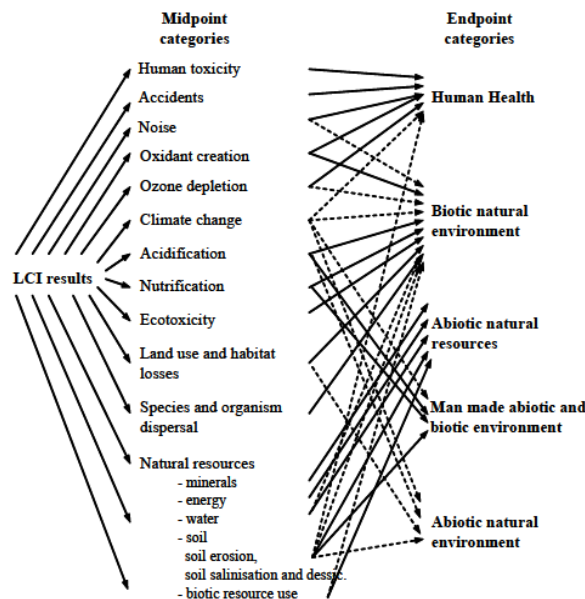 Midpoint
categories
Endpoint
categories
Human toxicity
Accidents
Noise
Oxidant creation
Ozone depletion
Climate change
Acidification
LCI results
Nutrification
Ecotoxicity
Land use and habitat
losses
Species and organism
dispersal
Natural resources
- minerals
- energy
- water
- soil
soil erosion,
soil salinisation and dessic.
- biotic resource use
Human Health
Biotic natural
environment
Abiotic natural
resources
Man made abiotic and
biotic environment
Abiotic natural
environment